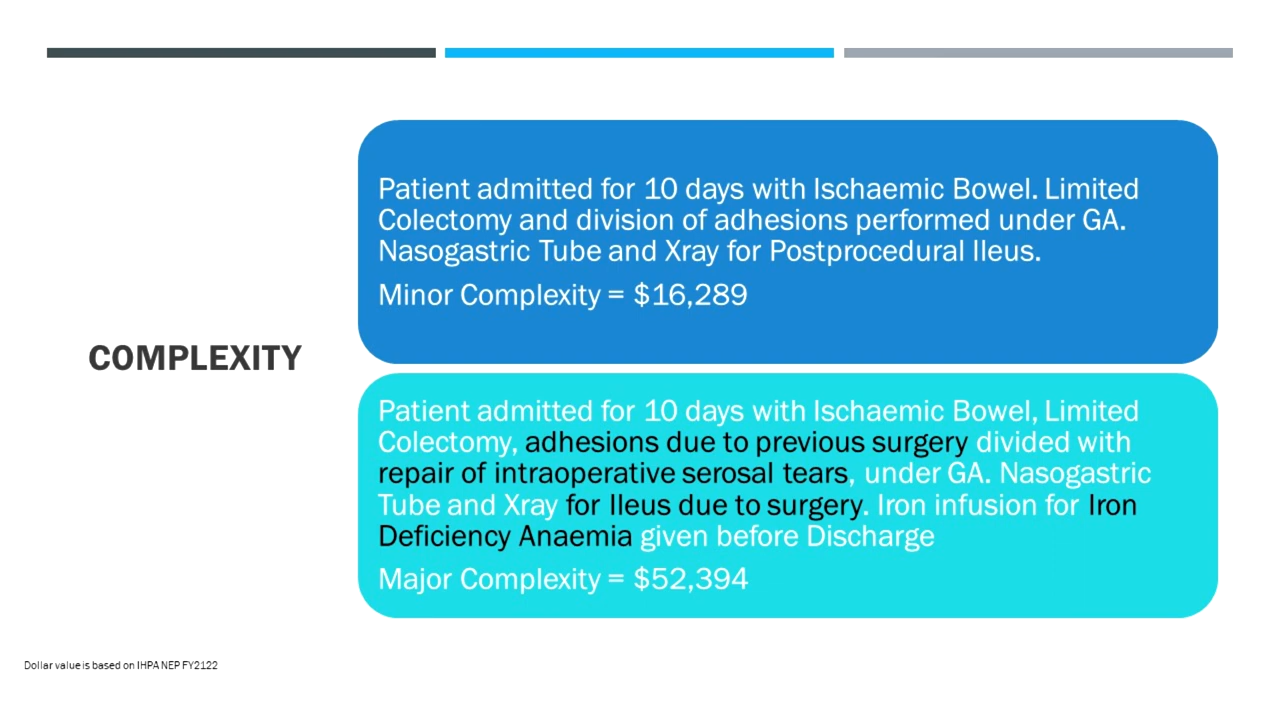 COMPLEXITY
Patient admitted for 10 days with Ischaemic Bowel. Limited
Colectomy and division of adhesions performed under GA.
Nasogastric Tube and Xray for Postprocedural Ileus.
Minor Complexity = $16,289
Patient admitted for 10 days with Ischaemic Bowel, Limited
Colectomy, adhesions due to previous surgery divided with
repair of intraoperative serosal tears, under GA. Nasogastric
Tube and Xray for Ileus due to surgery. Iron infusion for Iron
Deficiency Anaemia given before Discharge
Major Complexity = $52,394
Dollar value is based on IHPA NEP FY2122